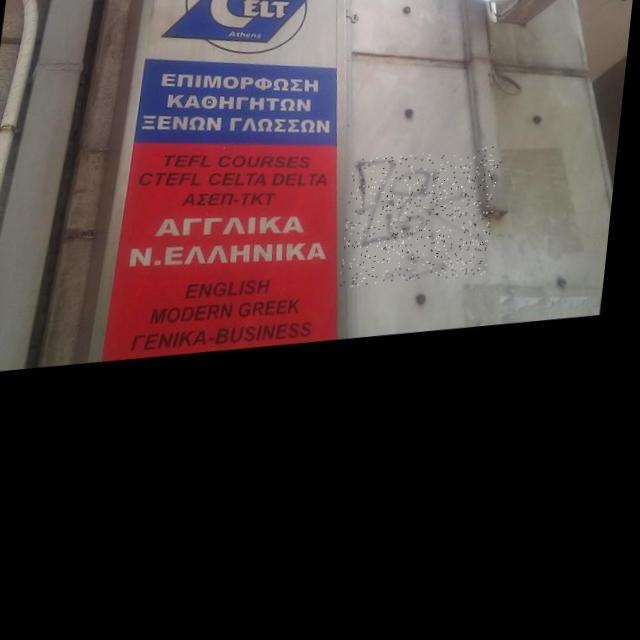 CELT
Athens
ΕΠΙΜΟΡΦΩΣΗ
ΚΑΘΗΓΗΤΩΝ
ΞΕΝΩΝ ΓΛΩΣΣΩΝ
TEFL COURSES
CTEFL CELTA DELTA
ΑΣΕΠ-ΤΚΤ
ΑΓΓΛΙΚΑ
Ν.ΕΛΛΗΝΙΚΑ
ENGLISH
MODERN GREEK
ΓΕΝΙΚΑ-BUSINESS